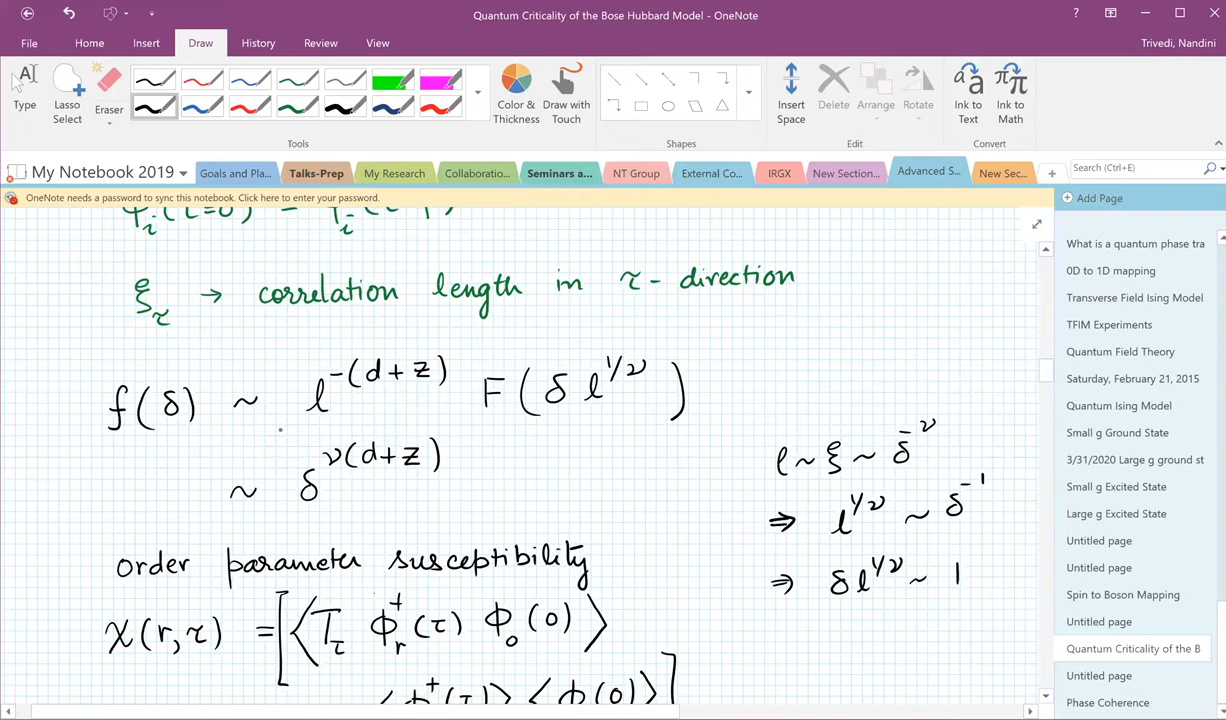 Quantum Criticality of the Bose Hubbard Model - OneNote
?
Trivedi, Nandini
File Home Insert Draw History Review View
Type
Lasso Select
Eraser
Color & Thickness
Draw with Touch
Insert Space
Delete
Arrange
Rotate
Ink to Text
Ink to Math
Tools
Shapes
Edit
Convert
My Notebook 2019
Goals and Pla...
Talks-Prep
My Research
Collaboratio...
Seminars a...
NT Group
External Co...
IRGX
New Section...
Advanced S...
New Sec...
Search (Ctrl+E)
OneNote needs a password to sync this notebook. Click here to enter your password.
Add Page
What is a quantum phase tra
0D to 1D mapping
Transverse Field Ising Model
TFIM Experiments
Quantum Field Theory
Saturday, February 21, 2015
Quantum Ising Model
Small g Ground State
3/31/2020 Large g ground st
Small g Excited State
Large g Excited State
Untitled page
Untitled page
Spin to Boson Mapping
Untitled page
Quantum Criticality of the B
Untitled page
Phase Coherence
ξ_τ → correlation length in τ- direction
f(δ) ~ l^{-(d+z)} F(δ l^{1/ν})
~ δ^{ν(d+z)}
l ~ ξ ~ δ^{-ν}
⇒ l^{1/ν} ~ δ^{-1}
⇒ δ l^{1/ν} ~ 1
order parameter susceptibility
χ(r,τ) = [⟨T_τ Φ_r^†(τ) Φ_0(0)⟩
⟨Φ^†(τ)⟩ ⟨Φ(0)⟩]